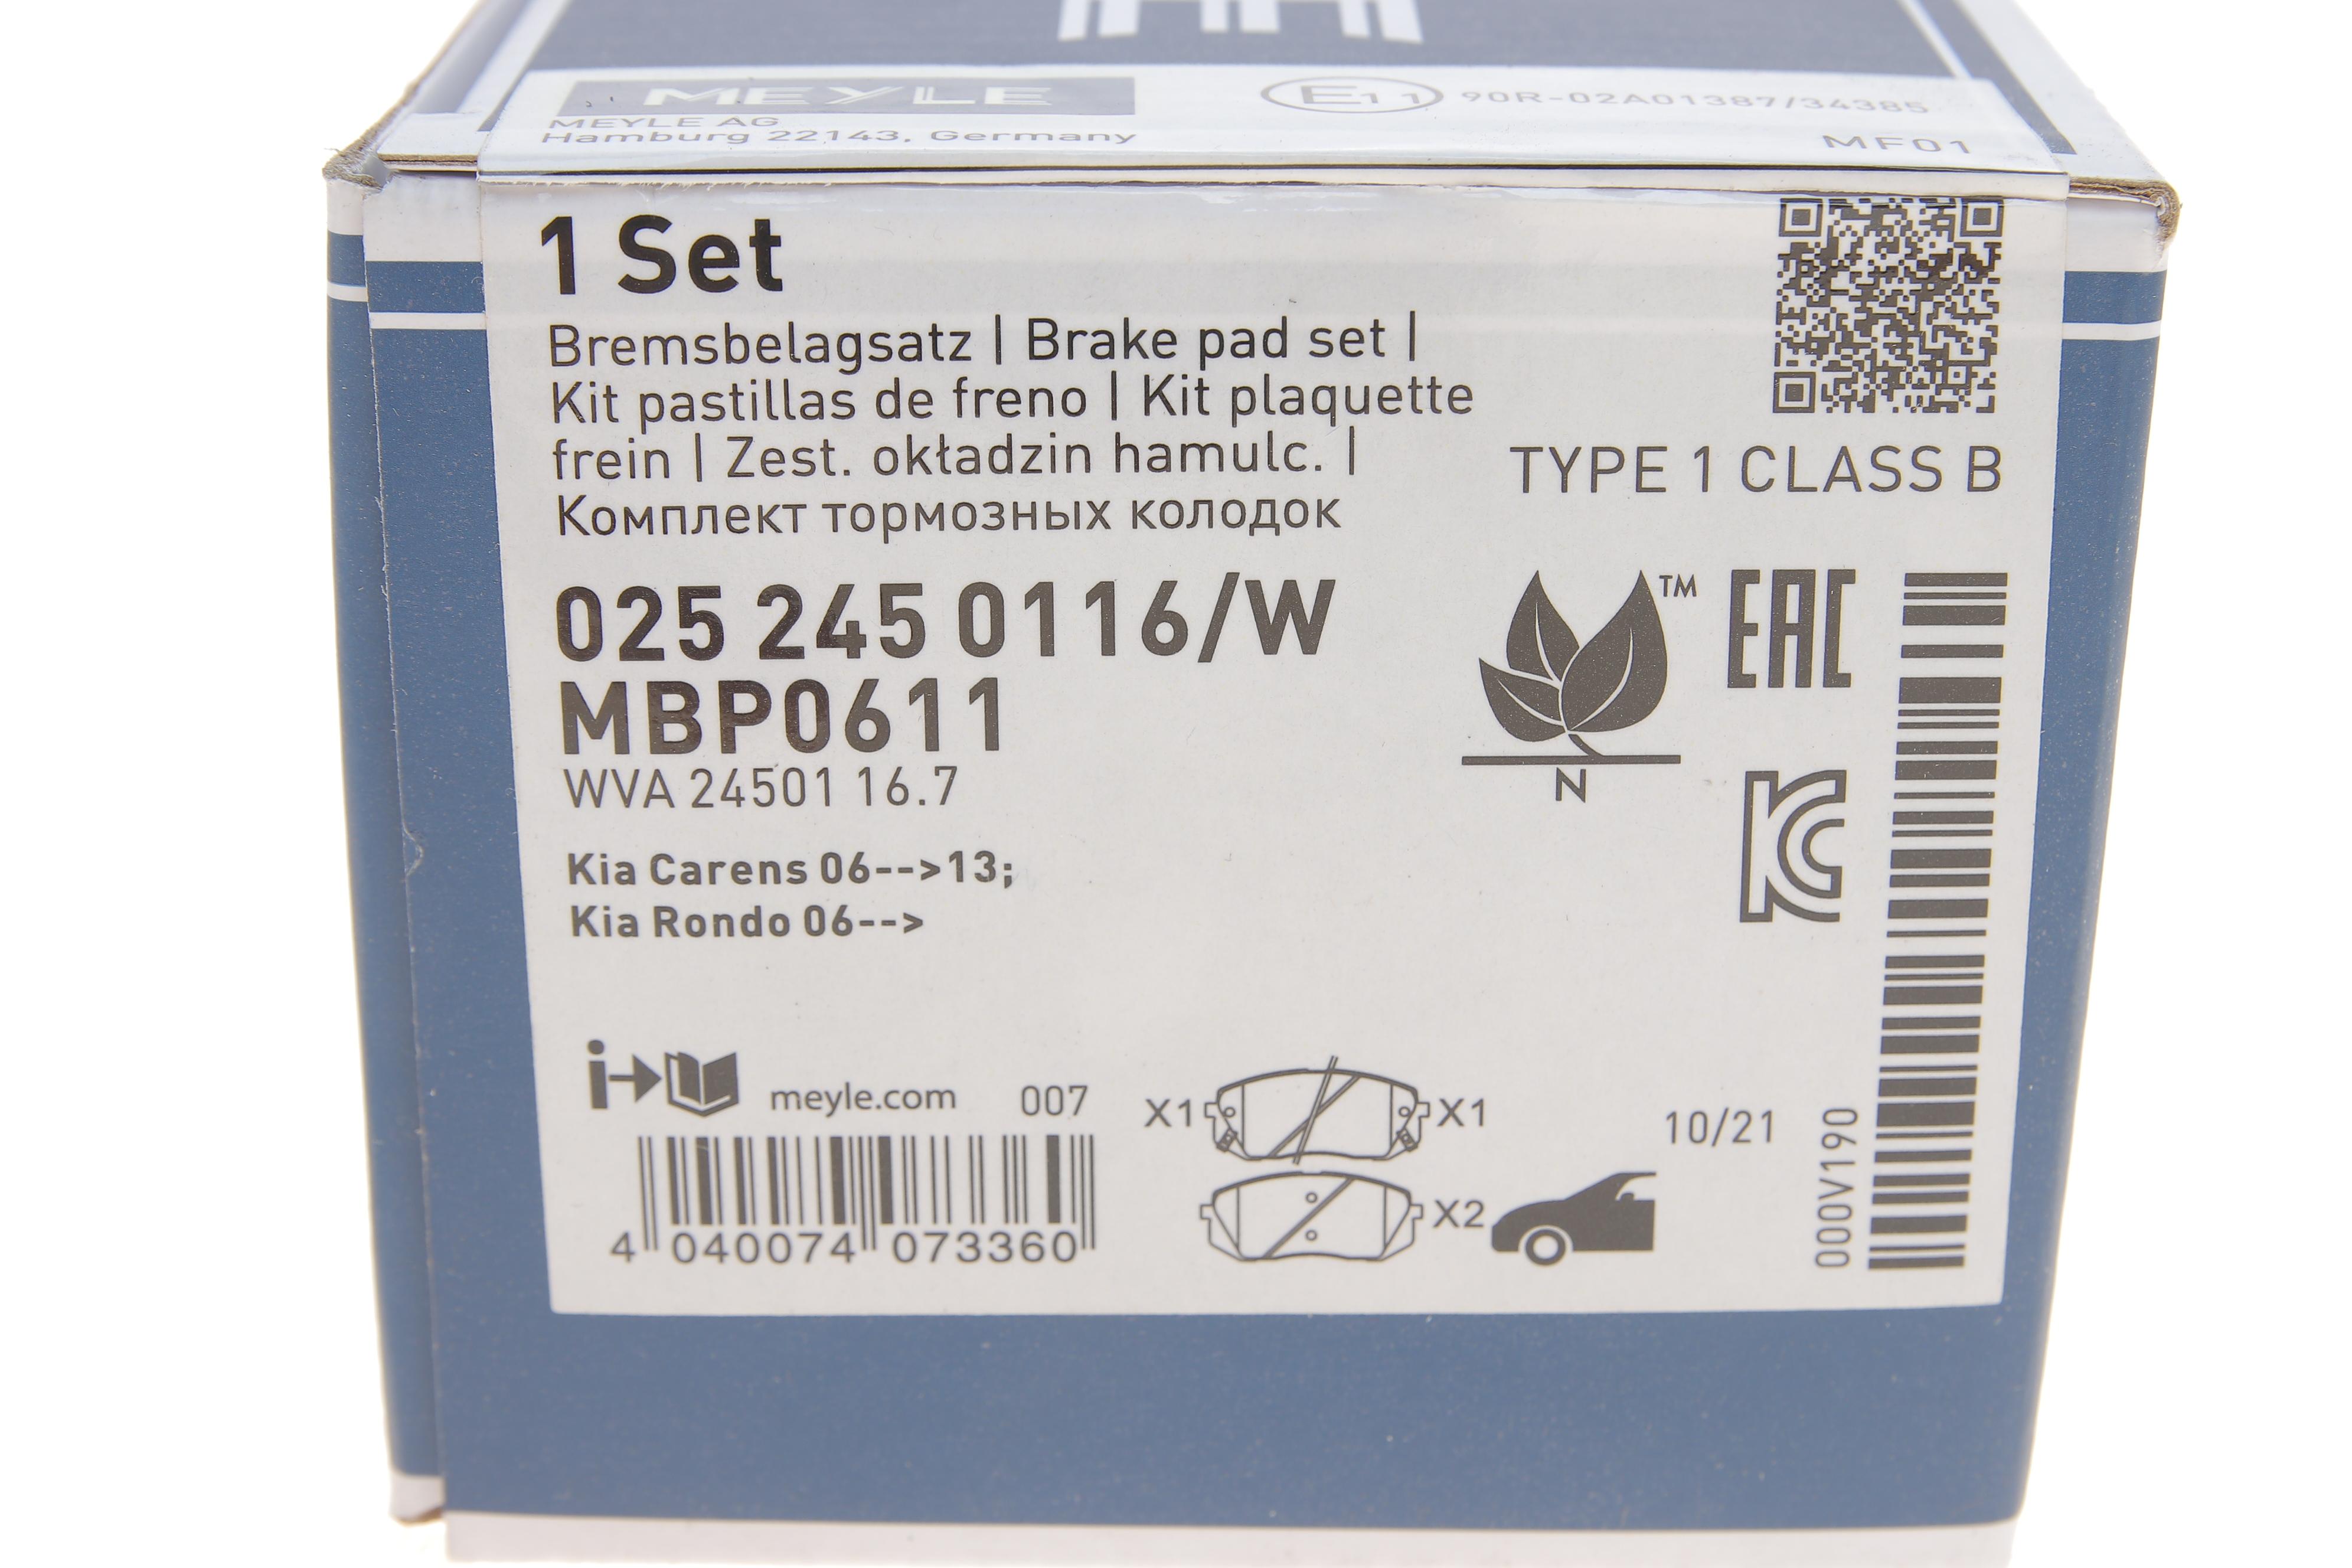 MEYLE
E11 90R-02A01387/34385
MEYLE AG
Hamburg 22143, Germany
MF01
1 Set
Bremsbelagsatz | Brake pad set |
Kit pastillas de freno | Kit plaquette
frein | Zest. okładzin hamulc. |
Комплект тормозных колодок
TYPE 1 CLASS B
025 245 0116/W
MBP0611
WVA 24501 16.7
TM
EAC
N
KC
Kia Carens 06-->13;
Kia Rondo 06-->
i
meyle.com
007
X1
X1
X2
10/21
000V190
4 040074 073360